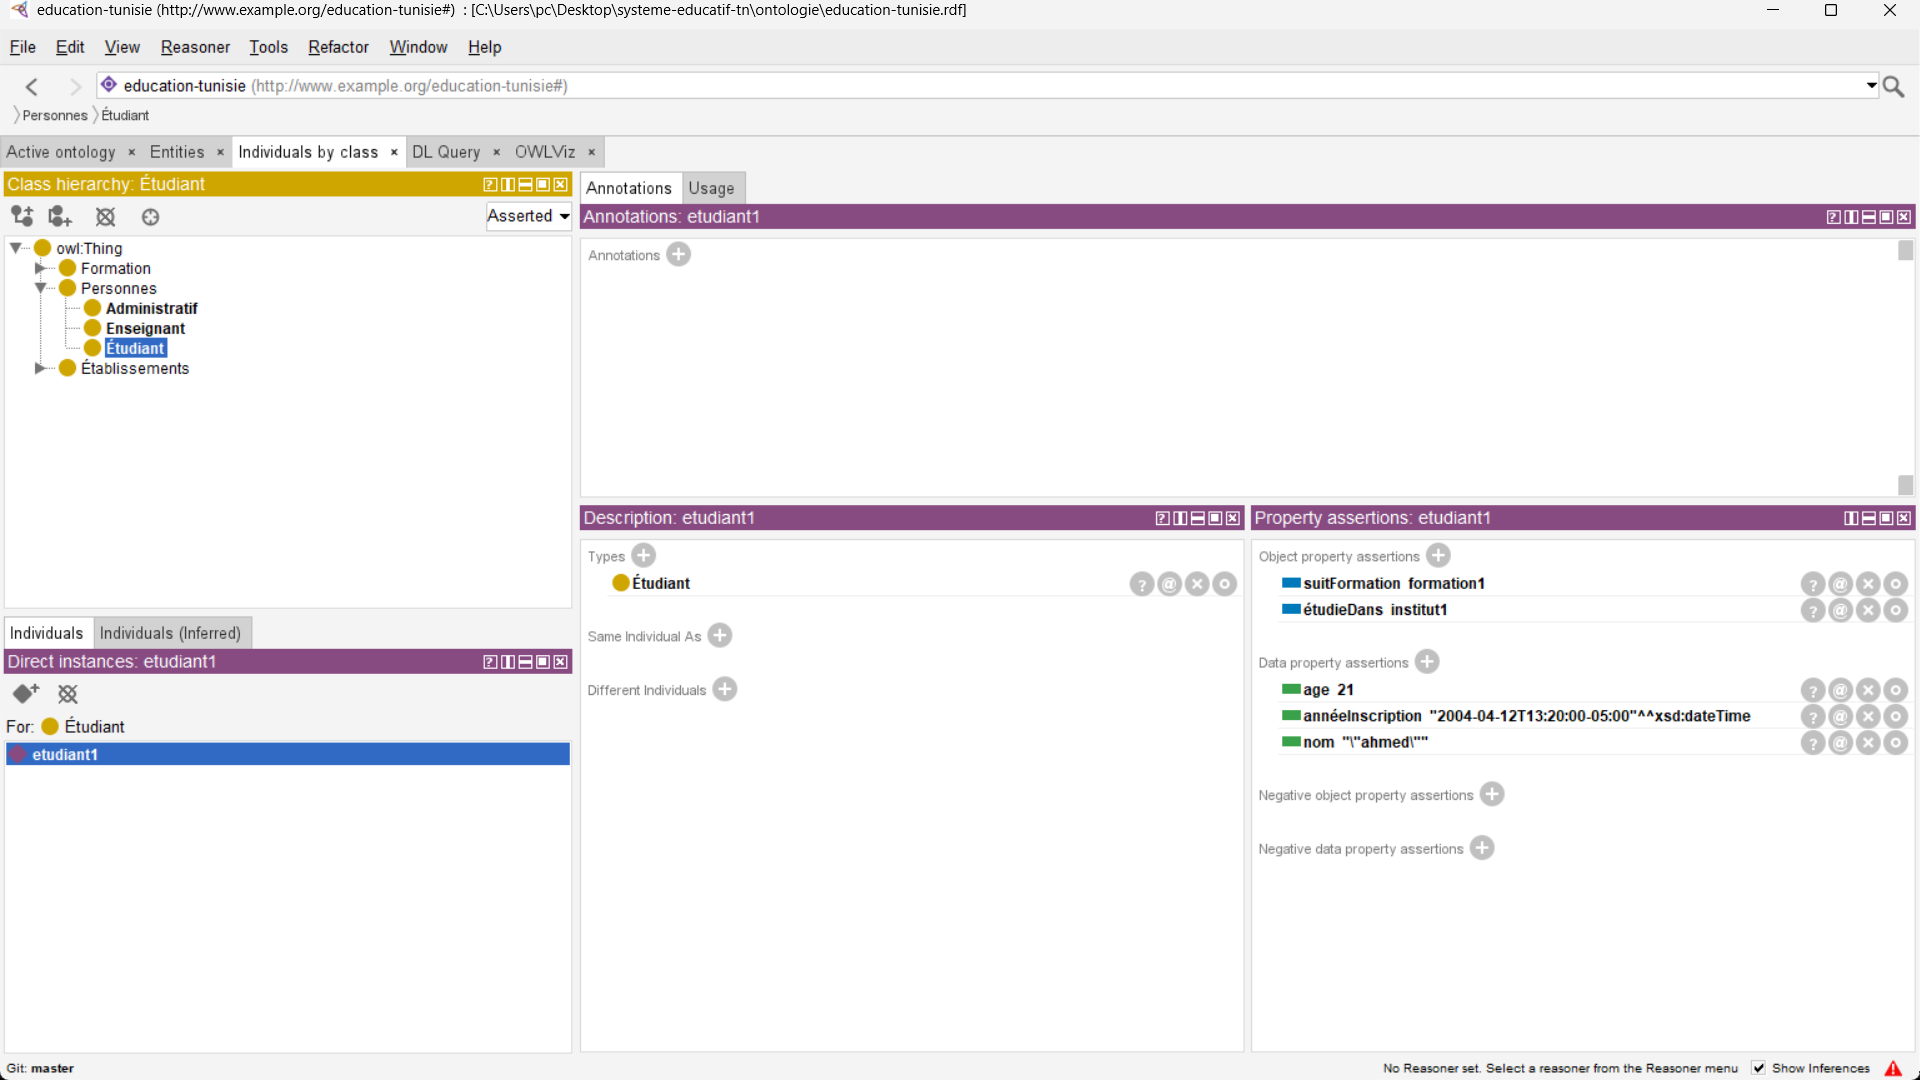 education-tunisie (http://www.example.org/education-tunisie#) : [C:\Users\pc\Desktop\systeme-educatif-tn\ontologie\education-tunisie.rdf]
File Edit View Reasoner Tools Refactor Window Help
education-tunisie (http://www.example.org/education-tunisie#)
Personnes Étudiant
Active ontology × Entities × Individuals by class × DL Query × OWLViz ×
Class hierarchy: Étudiant
Asserted
owl:Thing
Formation
Personnes
Administratif
Enseignant
Étudiant
Établissements
Annotations Usage
Annotations: etudiant1
Annotations
Individuals Individuals (Inferred)
Direct instances: etudiant1
For: Étudiant
etudiant1
Description: etudiant1
Types
Étudiant
Same Individual As
Different Individuals
Property assertions: etudiant1
Object property assertions
suitFormation formation1
étudieDans institut1
Data property assertions
age 21
annéeInscription "2004-04-12T13:20:00-05:00"^^xsd:dateTime
nom "\"ahmed\""
Negative object property assertions
Negative data property assertions
Git: master
No Reasoner set. Select a reasoner from the Reasoner menu Show Inferences